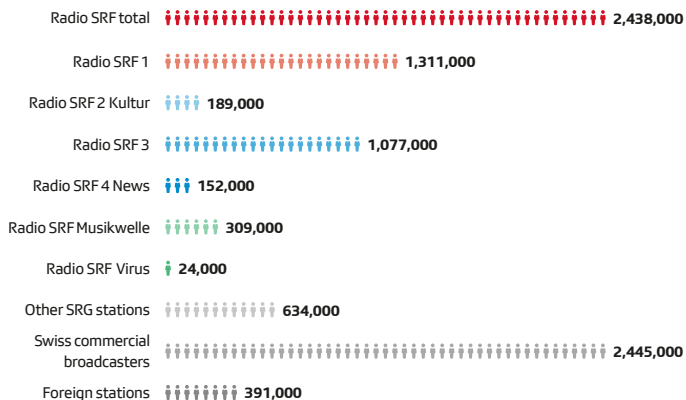 Radio SRF total 2,438,000
Radio SRF 1 1,311,000
Radio SRF 2 Kultur 189,000
Radio SRF 3 1,077,000
Radio SRF 4 News 152,000
Radio SRF Musikwelle 309,000
Radio SRF Virus 24,000
Other SRG stations 634,000
Swiss commercial
broadcasters 2,445,000
Foreign stations 391,000